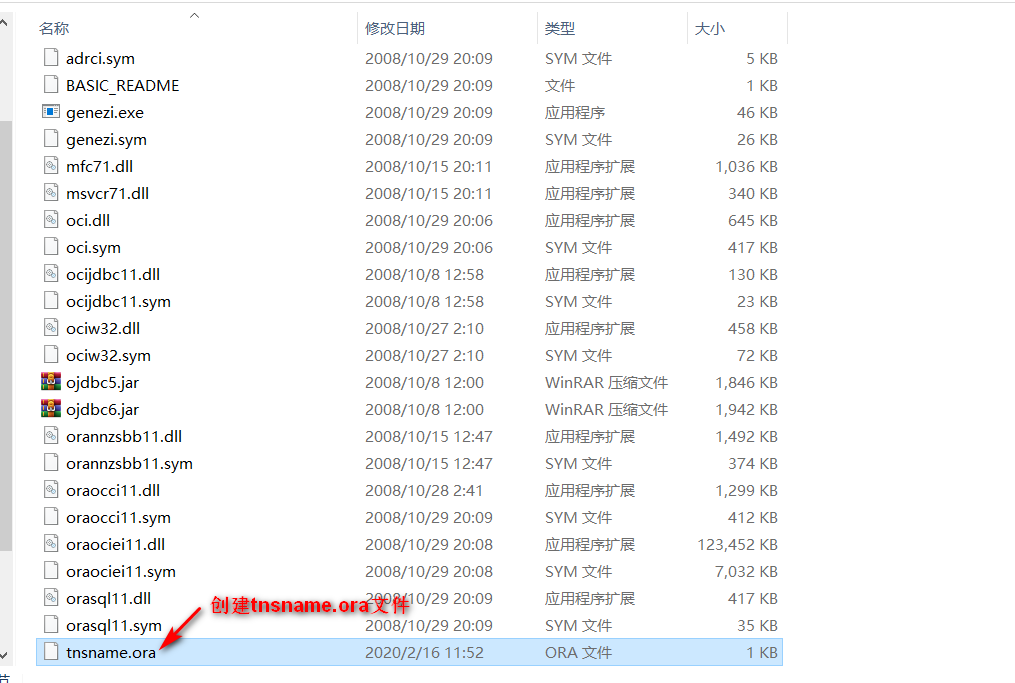 名称 修改日期 类型 大小
adrci.sym 2008/10/29 20:09 SYM 文件 5 KB
BASIC_README 2008/10/29 20:09 文件 1 KB
genezi.exe 2008/10/29 20:09 应用程序 46 KB
genezi.sym 2008/10/29 20:09 SYM 文件 26 KB
mfc71.dll 2008/10/15 20:11 应用程序扩展 1,036 KB
msvcr71.dll 2008/10/15 20:11 应用程序扩展 340 KB
oci.dll 2008/10/29 20:06 应用程序扩展 645 KB
oci.sym 2008/10/29 20:06 SYM 文件 417 KB
ocijdbc11.dll 2008/10/8 12:58 应用程序扩展 130 KB
ocijdbc11.sym 2008/10/8 12:58 SYM 文件 23 KB
ociw32.dll 2008/10/27 2:10 应用程序扩展 458 KB
ociw32.sym 2008/10/27 2:10 SYM 文件 72 KB
ojdbc5.jar 2008/10/8 12:00 WinRAR 压缩文件 1,846 KB
ojdbc6.jar 2008/10/8 12:00 WinRAR 压缩文件 1,942 KB
orannzsbb11.dll 2008/10/15 12:47 应用程序扩展 1,492 KB
orannzsbb11.sym 2008/10/15 12:47 SYM 文件 374 KB
oraocci11.dll 2008/10/28 2:41 应用程序扩展 1,299 KB
oraocci11.sym 2008/10/29 20:09 SYM 文件 412 KB
oraociei11.dll 2008/10/29 20:08 应用程序扩展 123,452 KB
oraociei11.sym 2008/10/29 20:08 SYM 文件 7,032 KB
orasql11.dll 2008/10/29 20:09 应用程序扩展 417 KB
创建tnsname.ora文件
orasql11.sym 2008/10/29 20:09 SYM 文件 35 KB
tnsname.ora 2020/2/16 11:52 ORA 文件 1 KB